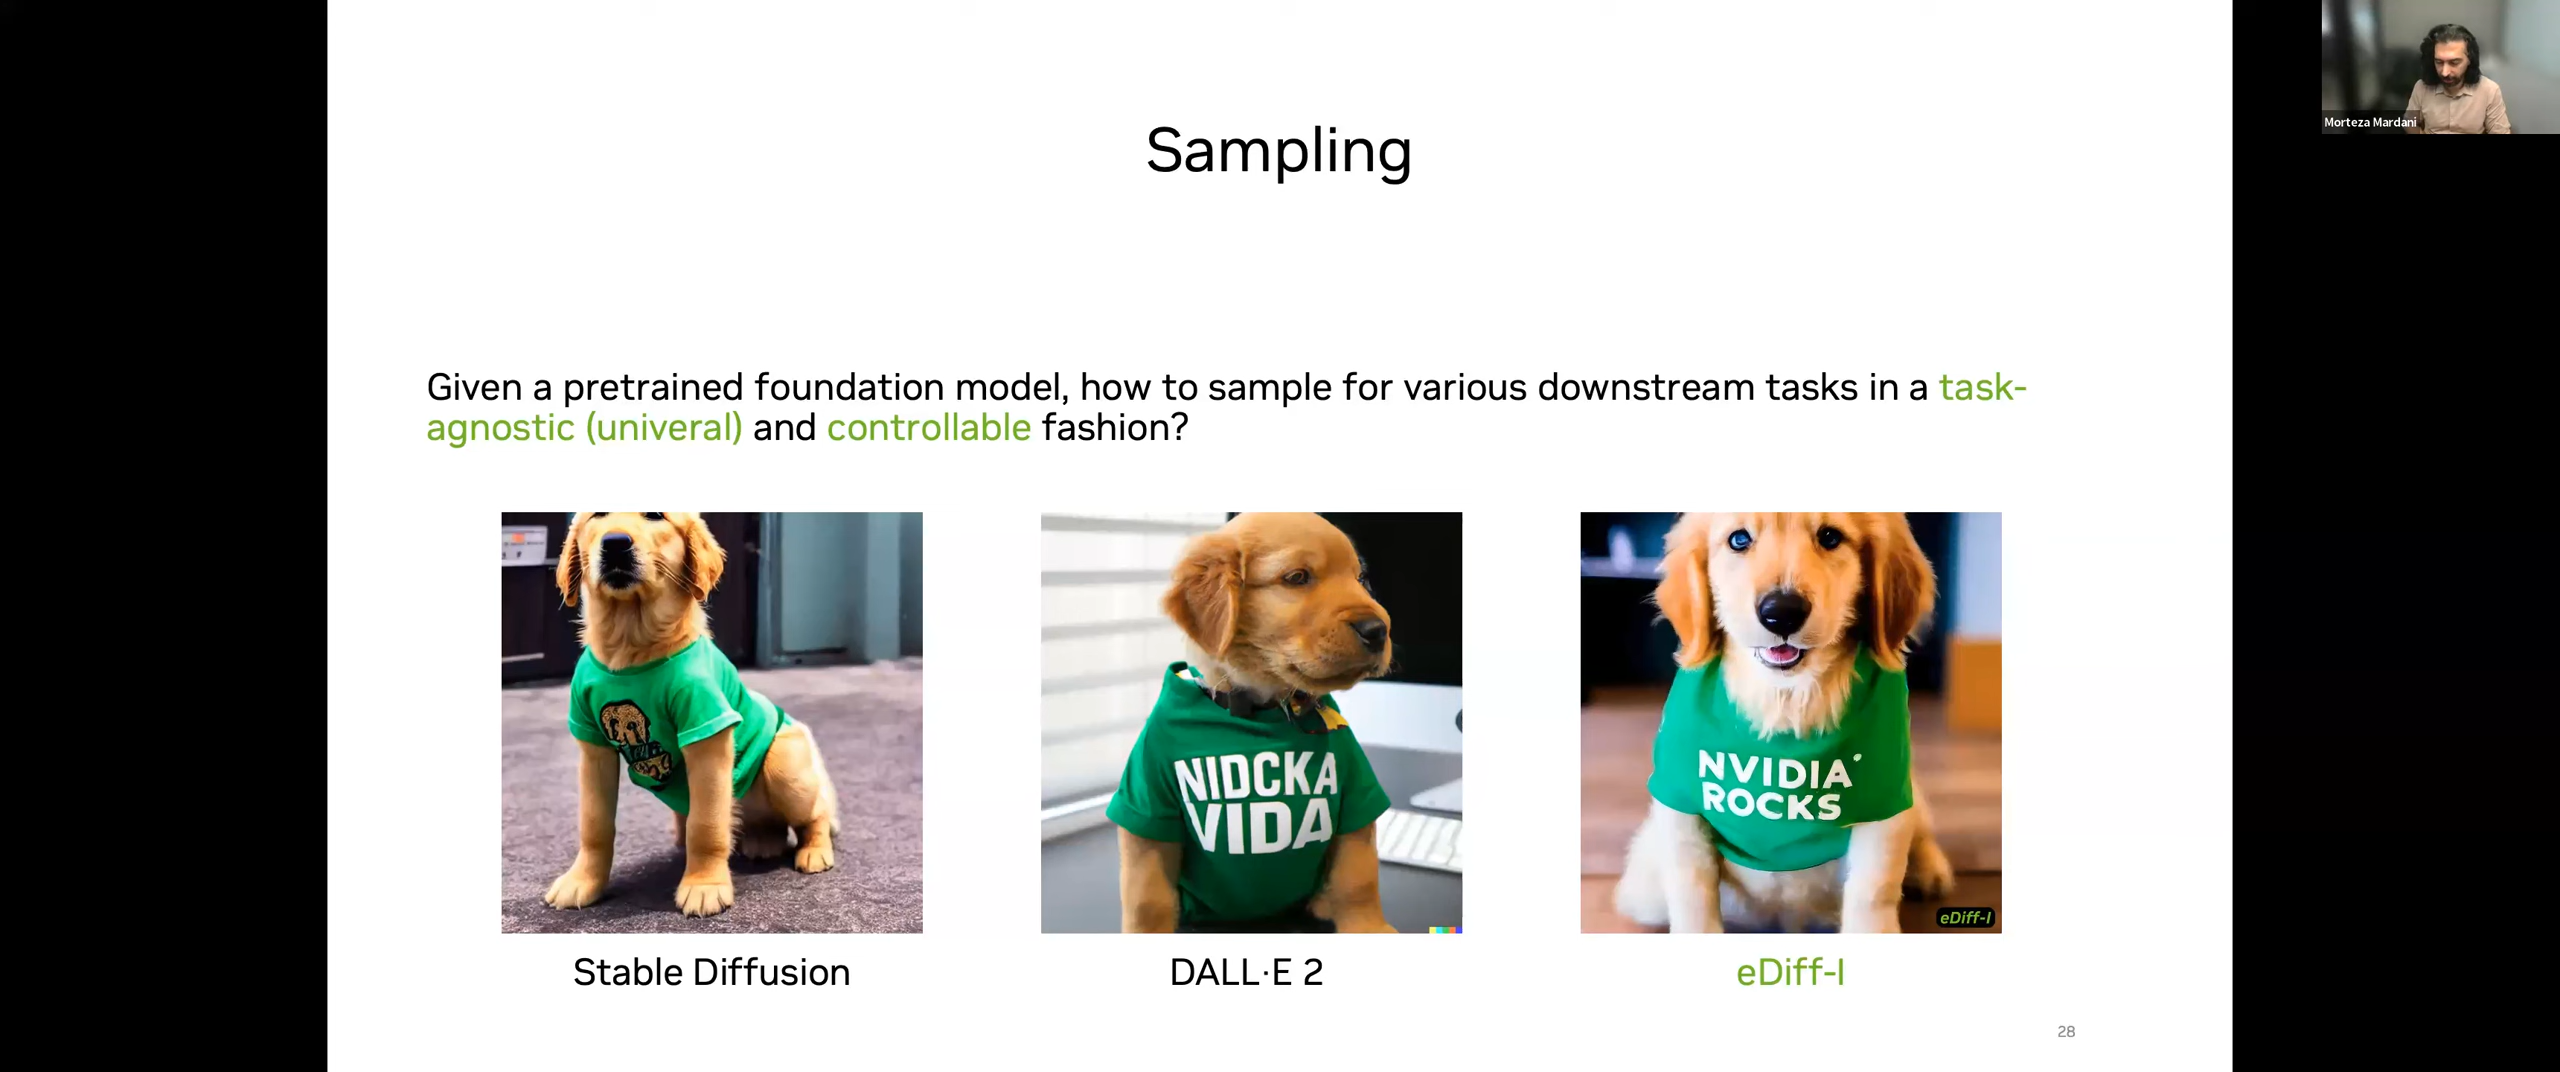 Sampling
Morteza Mardani
Given a pretrained foundation model, how to sample for various downstream tasks in a task-
agnostic (univeral) and controllable fashion?
NIDCKA
VIDA
NVIDIA
ROCKS
eDiff-I
Stable Diffusion
DALL·E 2
eDiff-I
28